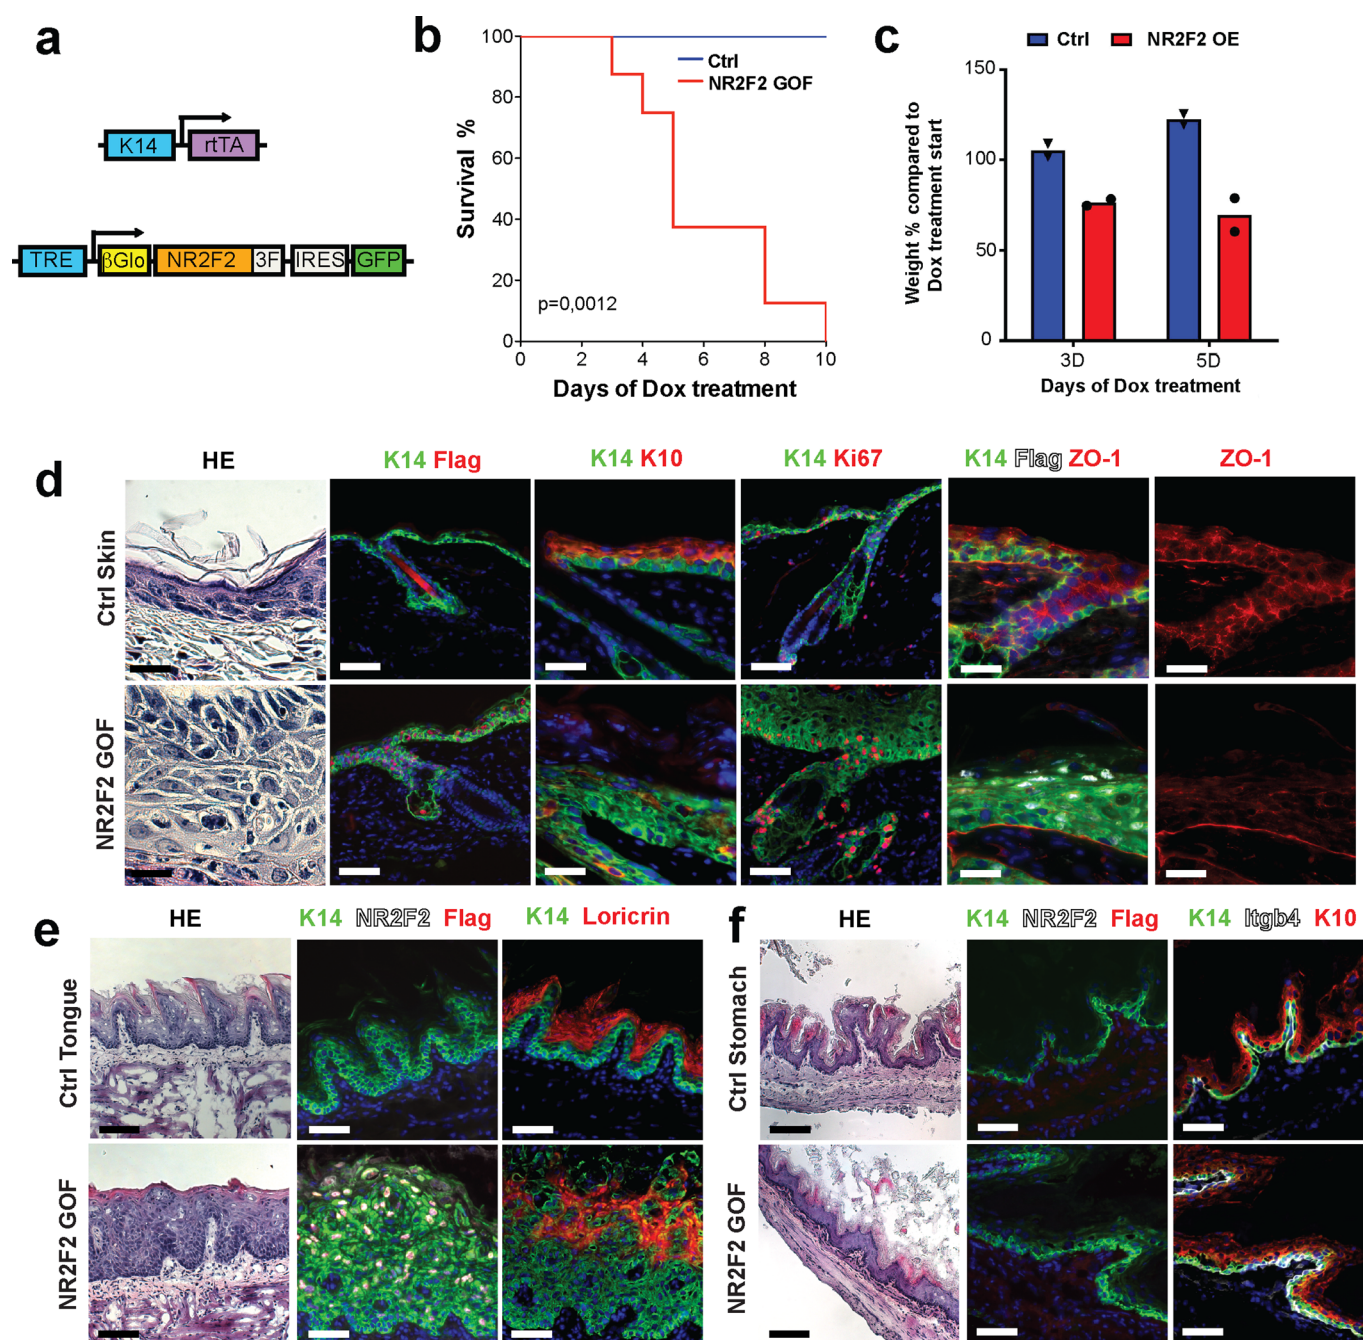 a
K14
rtTA
TRE
βGlo
NR2F2
3F
IRES
GFP
b
100
80
60
40
20
0
Survival %
Ctrl
NR2F2 GOF
p=0,0012
0 2 4 6 8 10
Days of Dox treatment
c
Ctrl
NR2F2 OE
150
100
50
0
Weight % compared to
Dox treatment start
3D 5D
Days of Dox treatment
d
HE
K14 Flag
K14 K10
K14 Ki67
K14 Flag ZO-1
ZO-1
Ctrl Skin
NR2F2 GOF
e
HE
K14 NR2F2 Flag
K14 Loricrin
Ctrl Tongue
NR2F2 GOF
f
HE
K14 NR2F2 Flag
K14 Itgb4 K10
Ctrl Stomach
NR2F2 GOF